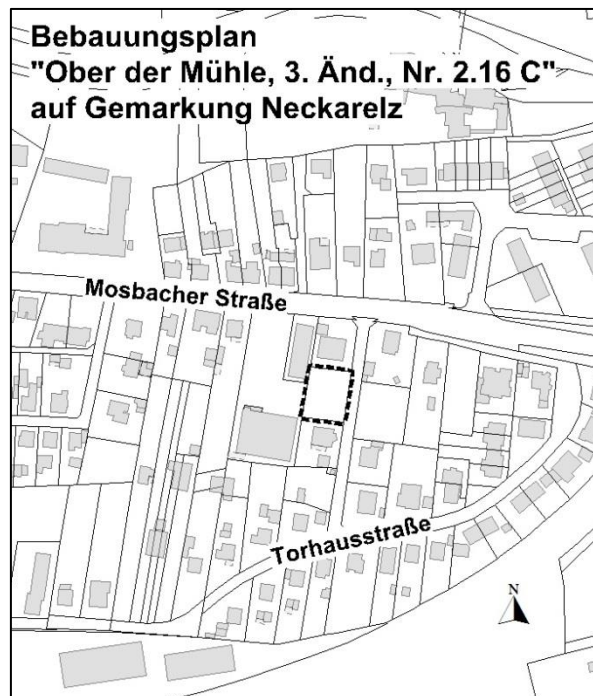 Bebauungsplan
"Ober der Mühle, 3. Änd., Nr. 2.16 C"
auf Gemarkung Neckarelz
Mosbacher Straße
Torhausstraße
N